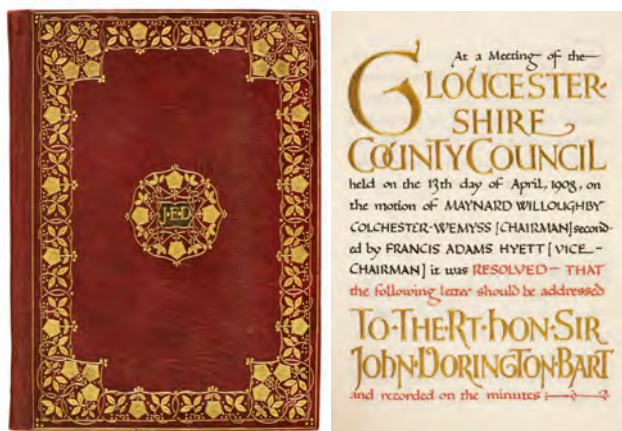 J·E·D
At a Meeting of the
GLOUCESTER·
SHIRE
COUNTY COUNCIL
held on the 13th day of April, 1908, on
the motion of MAYNARD WILLOUGHBY
COLCHESTER-WEMYSS [CHAIRMAN] second-
ed by FRANCIS ADAMS HYETT [VICE-
CHAIRMAN] it was RESOLVED - THAT
the following letter should be addressed
TO·THE·RT·HON·SIR
JOHN·DORINGTON·BART
and recorded on the minutes :